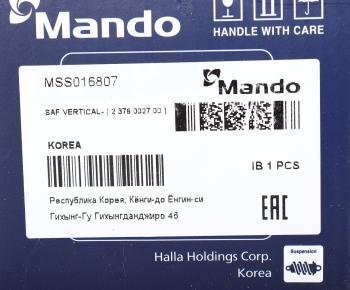 Mando
HANDLE WITH CARE
MSS016807
Mando
SAF VERTICAL- ( 2 376 0027 00 )
KOREA
IB 1 PCS
Республика Корея, Кёнги-до Ёнгин-си
Гихынг-Гу Гихынгданджиро 46
EAC
Halla Holdings Corp.
Korea
Suspension